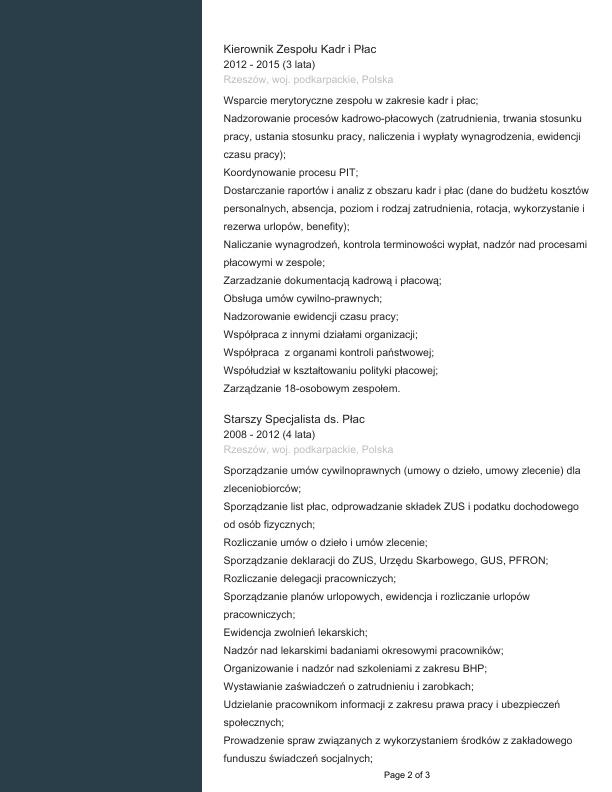 Kierownik Zespołu Kadr i Płac
2012 - 2015 (3 lata)
Rzeszów, woj. podkarpackie, Polska
Wsparcie merytoryczne zespołu w zakresie kadr i płac;
Nadzorowanie procesów kadrowo-płacowych (zatrudnienia, trwania stosunku
pracy, ustania stosunku pracy, naliczenia i wypłaty wynagrodzenia, ewidencji
czasu pracy);
Koordynowanie procesu PIT;
Dostarczanie raportów i analiz z obszaru kadr i płac (dane do budżetu kosztów
personalnych, absencja, poziom i rodzaj zatrudnienia, rotacja, wykorzystanie i
rezerwa urlopów, benefity);
Naliczanie wynagrodzeń, kontrola terminowości wypłat, nadzór nad procesami
płacowymi w zespole;
Zarzadzanie dokumentacją kadrową i płacową;
Obsługa umów cywilno-prawnych;
Nadzorowanie ewidencji czasu pracy;
Współpraca z innymi działami organizacji;
Współpraca  z organami kontroli państwowej;
Współudział w kształtowaniu polityki płacowej;
Zarządzanie 18-osobowym zespołem.
Starszy Specjalista ds. Płac
2008 - 2012 (4 lata)
Rzeszów, woj. podkarpackie, Polska
Sporządzanie umów cywilnoprawnych (umowy o dzieło, umowy zlecenie) dla
zleceniobiorców;
Sporządzanie list płac, odprowadzanie składek ZUS i podatku dochodowego
od osób fizycznych;
Rozliczanie umów o dzieło i umów zlecenie;
Sporządzanie deklaracji do ZUS, Urzędu Skarbowego, GUS, PFRON;
Rozliczanie delegacji pracowniczych;
Sporządzanie planów urlopowych, ewidencja i rozliczanie urlopów
pracowniczych;
Ewidencja zwolnień lekarskich;
Nadzór nad lekarskimi badaniami okresowymi pracowników;
Organizowanie i nadzór nad szkoleniami z zakresu BHP;
Wystawianie zaświadczeń o zatrudnieniu i zarobkach;
Udzielanie pracownikom informacji z zakresu prawa pracy i ubezpieczeń
społecznych;
Prowadzenie spraw związanych z wykorzystaniem środków z zakładowego
funduszu świadczeń socjalnych;
Page 2 of 3